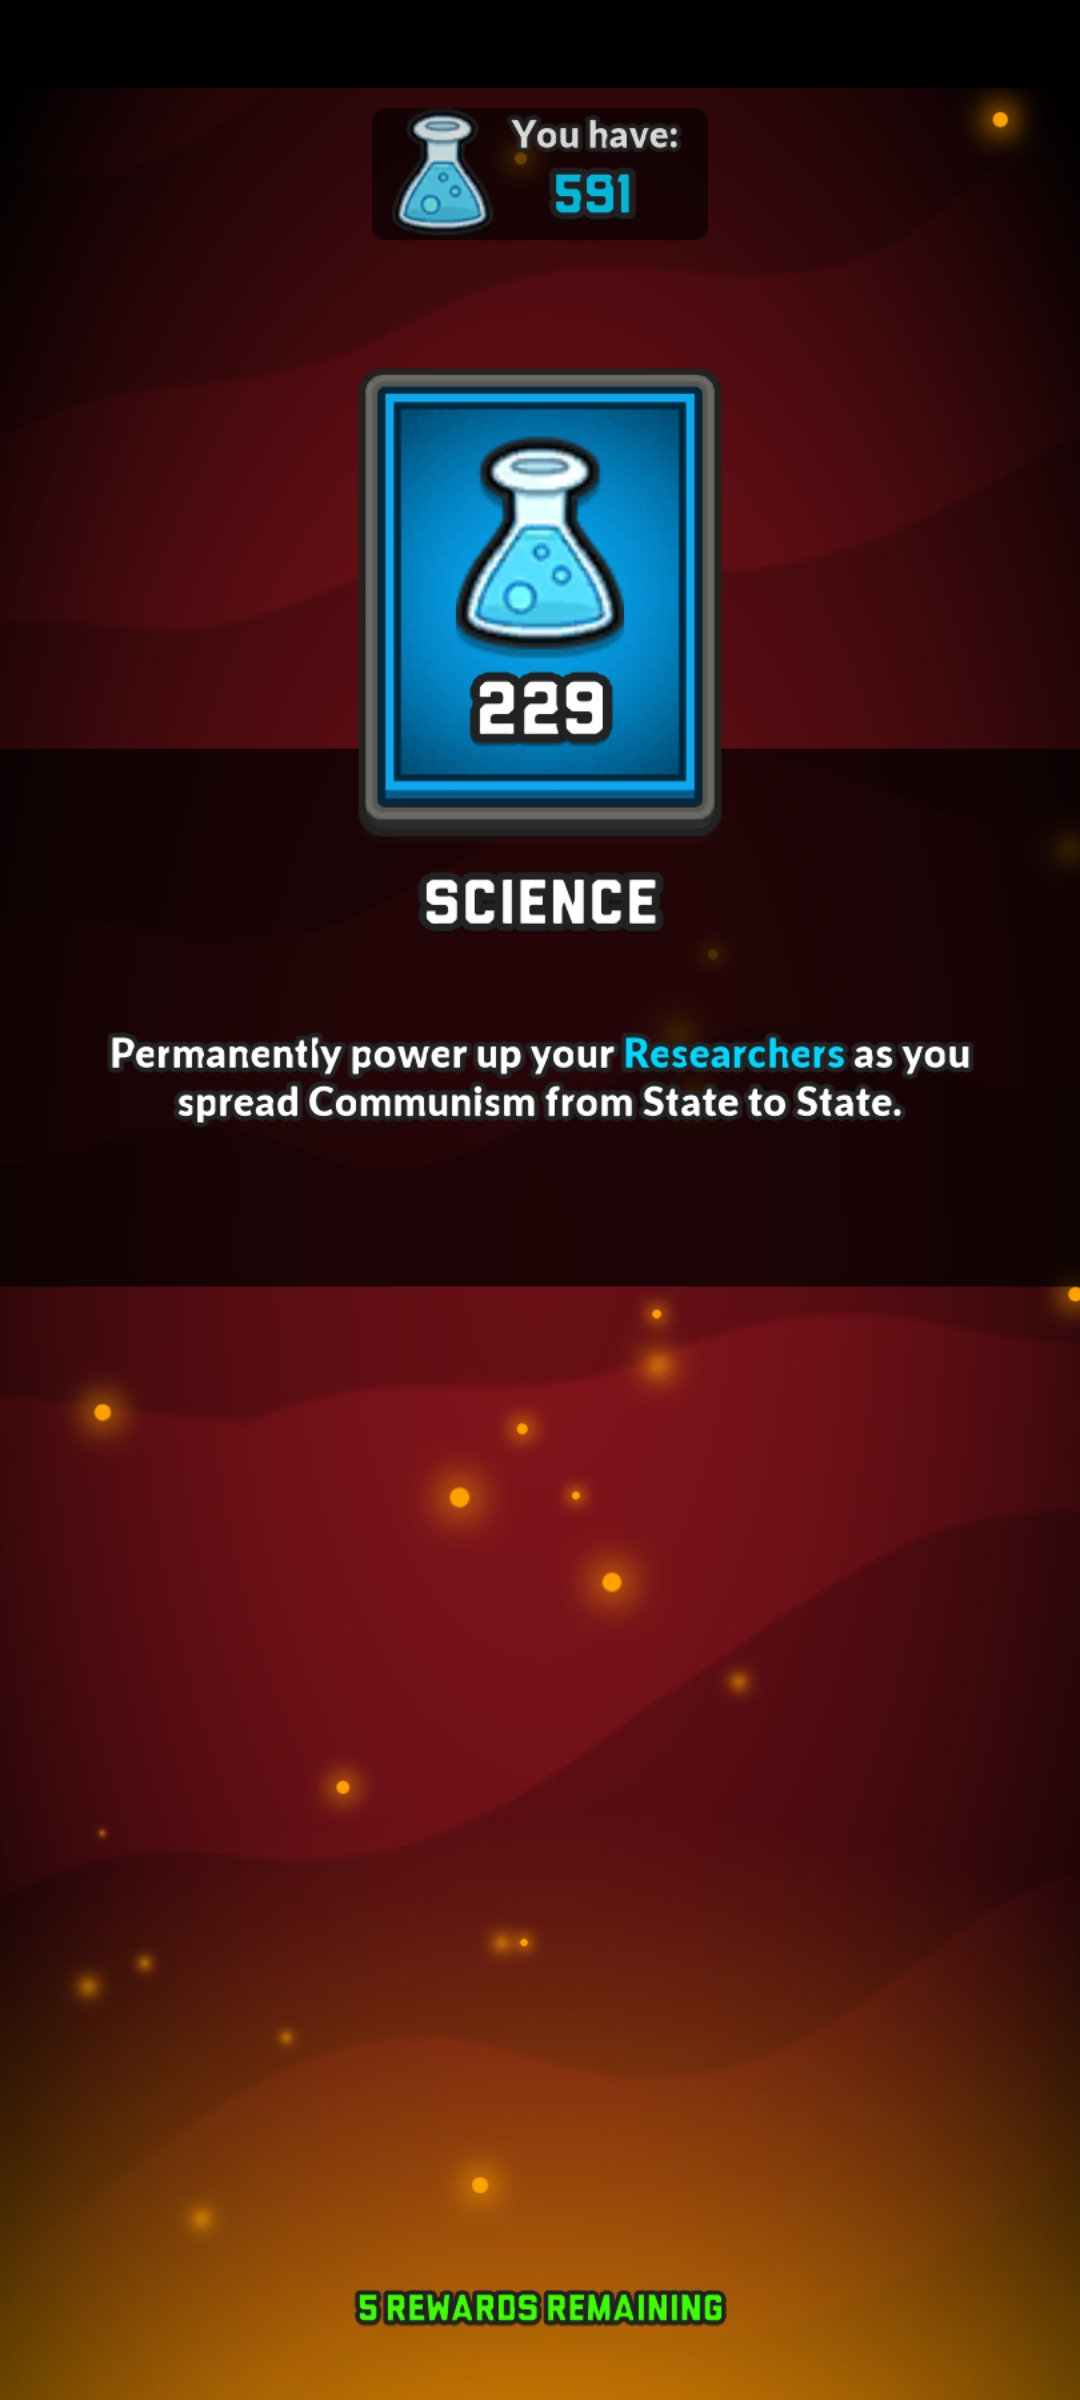 You have:
591
229
SCIENCE
Permanently power up your Researchers as you
spread Communism from State to State.
5 REWARDS REMAINING